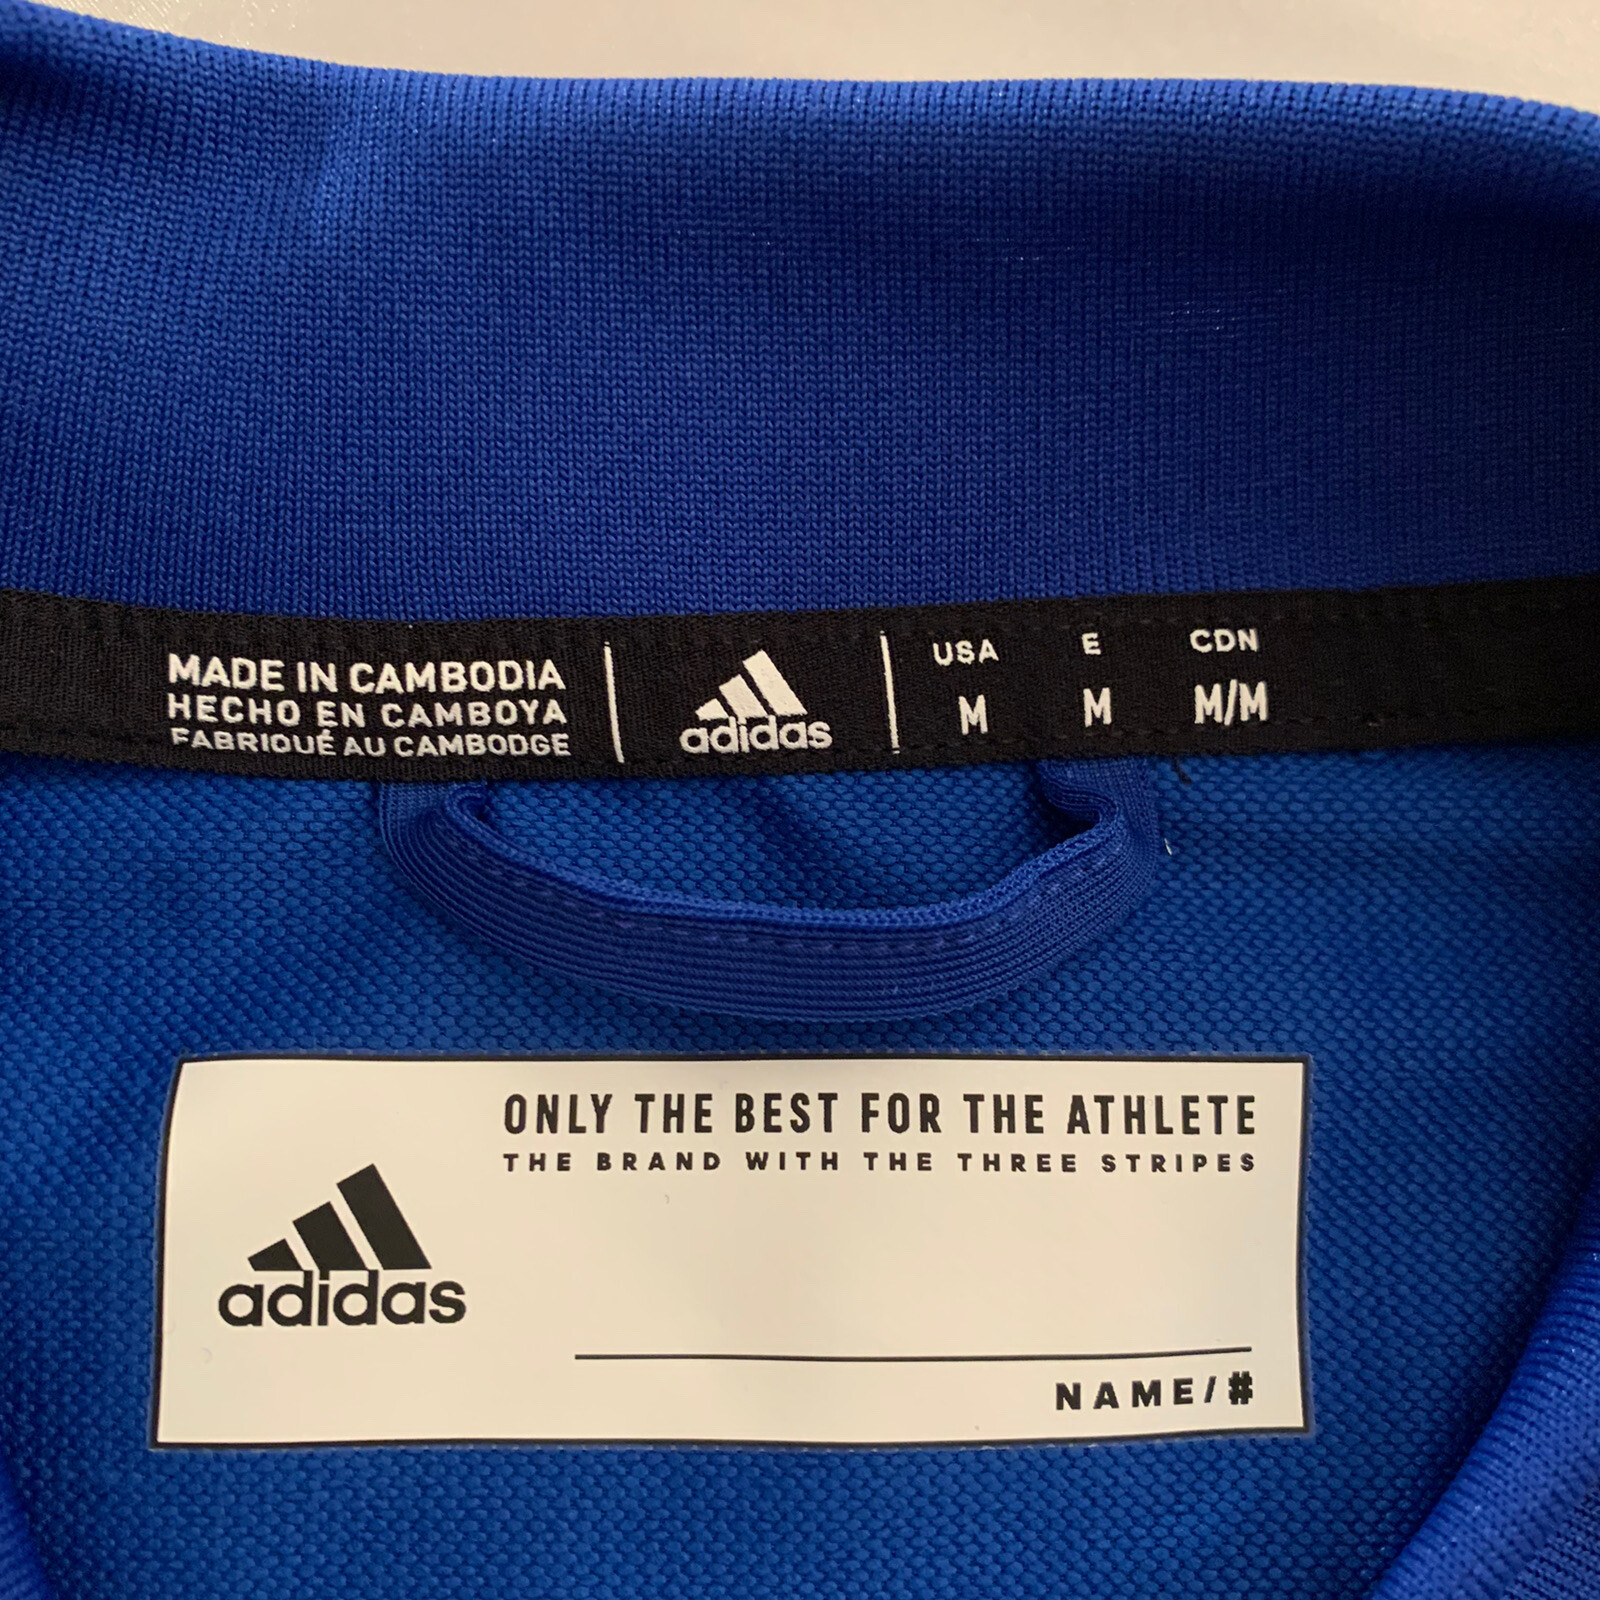 MADE IN CAMBODIA
HECHO EN CAMBOYA
FABRIQUÉ AU CAMBODGE
adidas
USA E CDN
M M M/M
ONLY THE BEST FOR THE ATHLETE
THE BRAND WITH THE THREE STRIPES
adidas
NAME/#